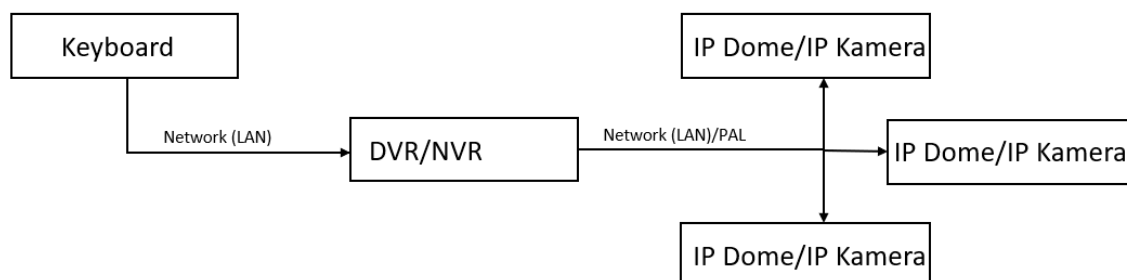 Keyboard
IP Dome/IP Kamera
Network (LAN)
DVR/NVR
Network (LAN)/PAL
IP Dome/IP Kamera
IP Dome/IP Kamera